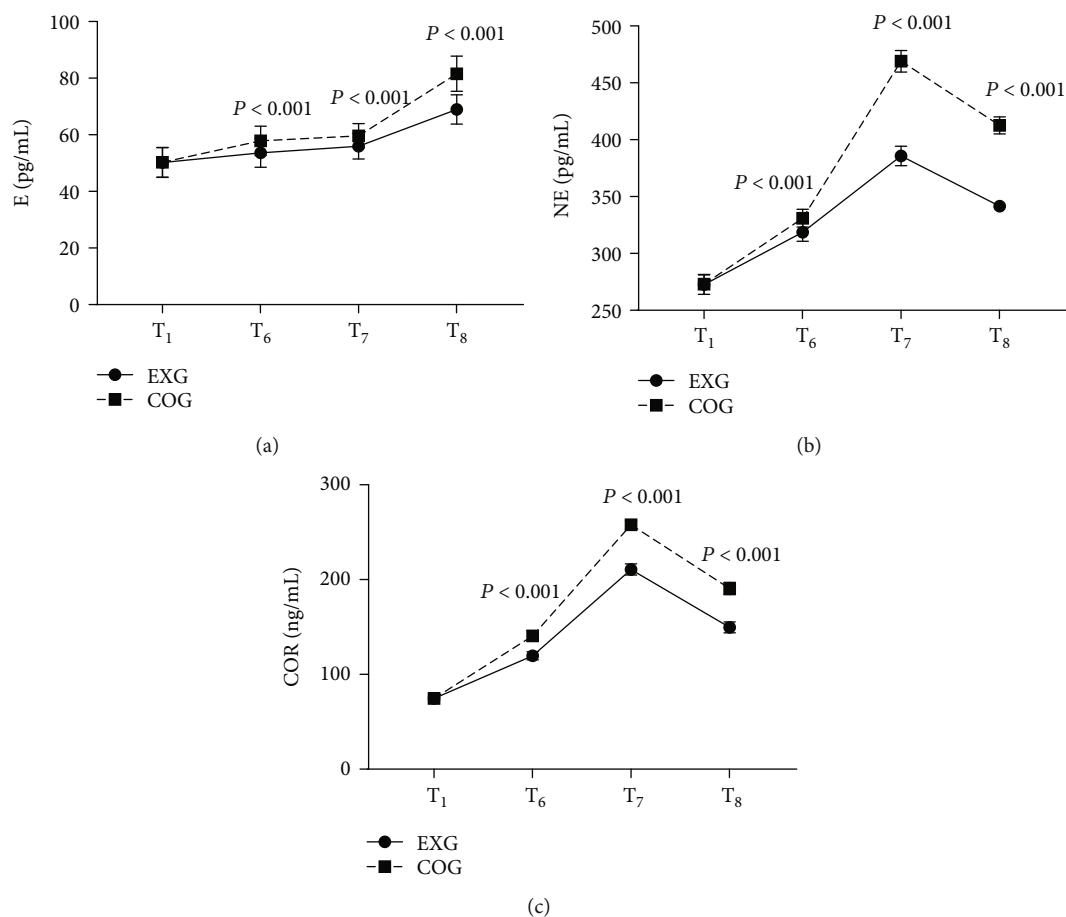 100
80
60
40
20
0
E (pg/mL)
P < 0.001
P < 0.001
P < 0.001
T1
T6
T7
T8
EXG
COG
(a)
500
450
400
350
300
250
NE (pg/mL)
P < 0.001
P < 0.001
P < 0.001
T1
T6
T7
T8
EXG
COG
(b)
300
200
100
0
COR (ng/mL)
P < 0.001
P < 0.001
P < 0.001
T1
T6
T7
T8
EXG
COG
(c)